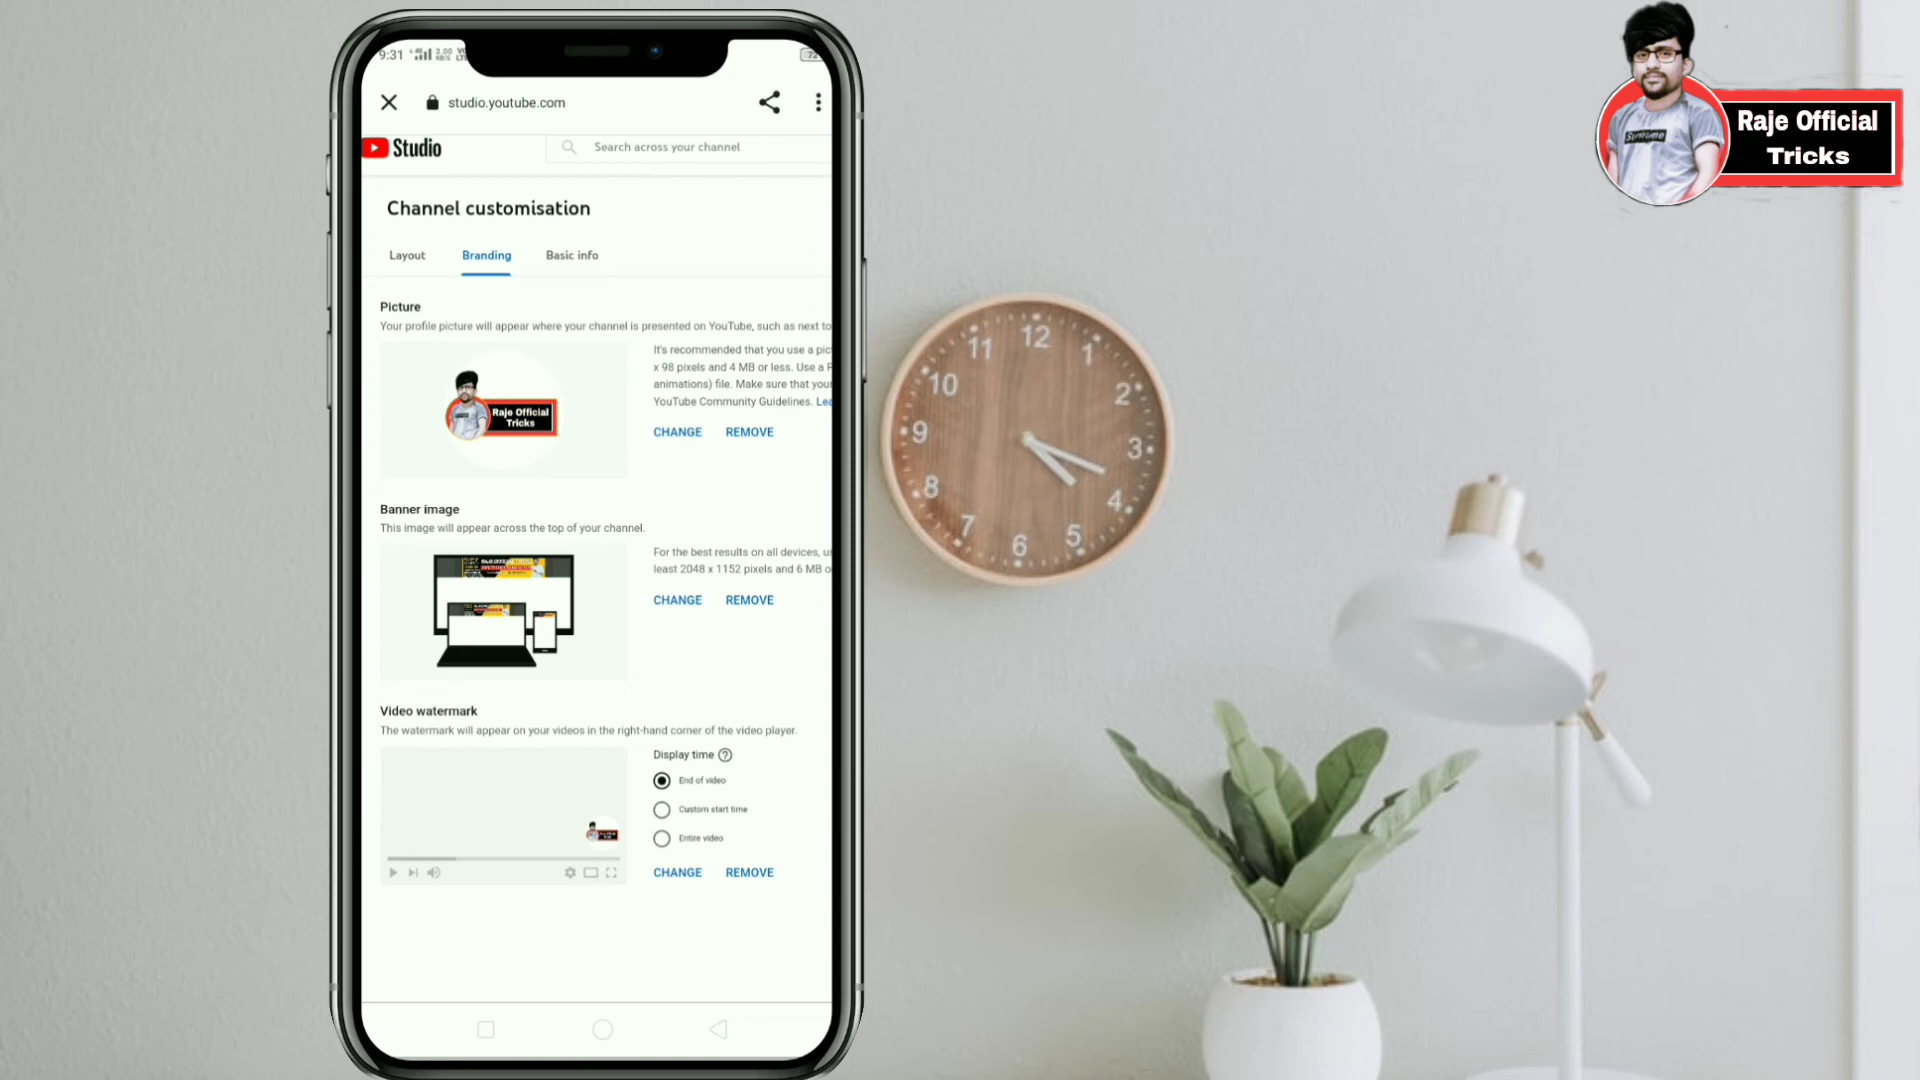 9:31
studio.youtube.com
Studio
Search across your channel
Channel customisation
Layout Branding Basic info
Picture
Your profile picture will appear where your channel is presented on YouTube, such as next to
It's recommended that you use a pic
x 98 pixels and 4 MB or less. Use a P
animations) file. Make sure that your
YouTube Community Guidelines. Lea
Raje Official
Tricks
CHANGE REMOVE
Banner image
This image will appear across the top of your channel.
For the best results on all devices, us
least 2048 x 1152 pixels and 6 MB o
CHANGE REMOVE
Video watermark
The watermark will appear on your videos in the right-hand corner of the video player.
Display time
End of video
Custom start time
Entire video
CHANGE REMOVE
12
11 1
10 2
9 3
8 4
7 5
6
Raje Official
Tricks